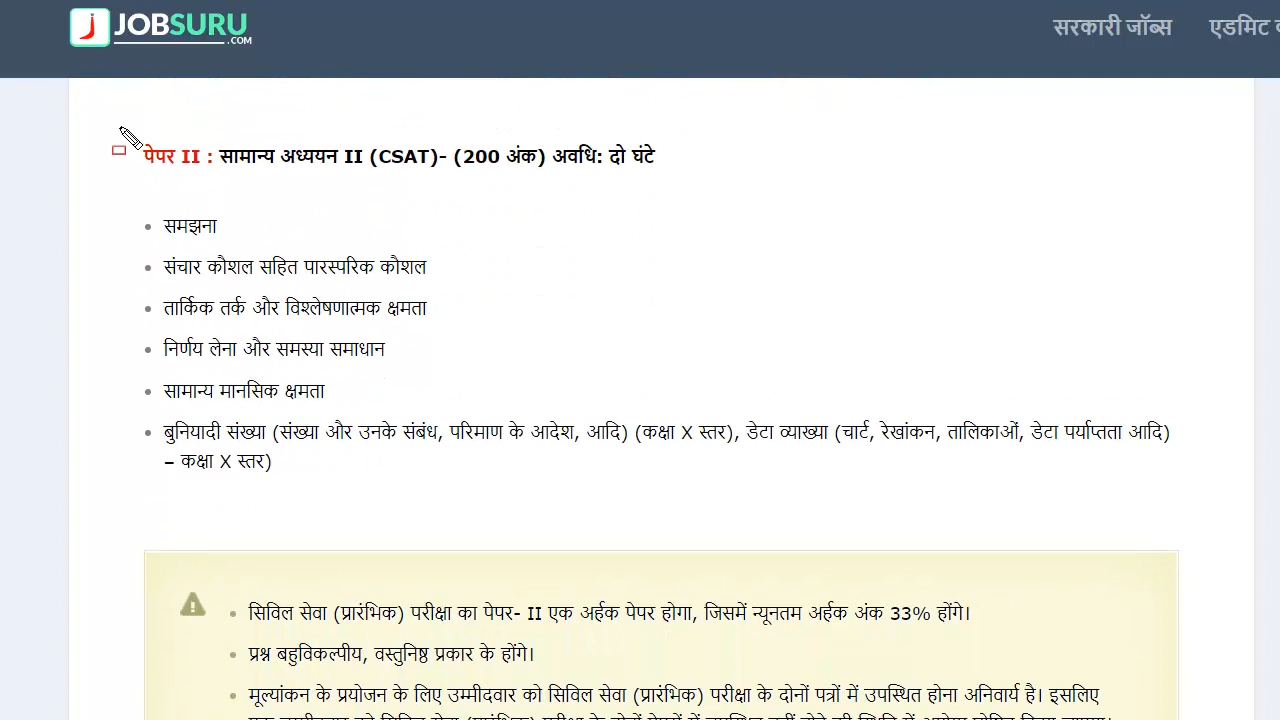 JOBSURU
.COM
सरकारी जॉब्स
एडमिट
पेपर II : सामान्य अध्ययन II (CSAT)- (200 अंक) अवधि: दो घंटे
समझना
संचार कौशल सहित पारस्परिक कौशल
तार्किक तर्क और विश्लेषणात्मक क्षमता
निर्णय लेना और समस्या समाधान
सामान्य मानसिक क्षमता
बुनियादी संख्या (संख्या और उनके संबंध, परिमाण के आदेश, आदि) (कक्षा X स्तर), डेटा व्याख्या (चार्ट, रेखांकन, तालिकाओं, डेटा पर्याप्तता आदि)
– कक्षा X स्तर)
सिविल सेवा (प्रारंभिक) परीक्षा का पेपर- II एक अर्हक पेपर होगा, जिसमें न्यूनतम अर्हक अंक 33% होंगे।
प्रश्न बहुविकल्पीय, वस्तुनिष्ठ प्रकार के होंगे।
मूल्यांकन के प्रयोजन के लिए उम्मीदवार को सिविल सेवा (प्रारंभिक) परीक्षा के दोनों पत्रों में उपस्थित होना अनिवार्य है। इसलिए